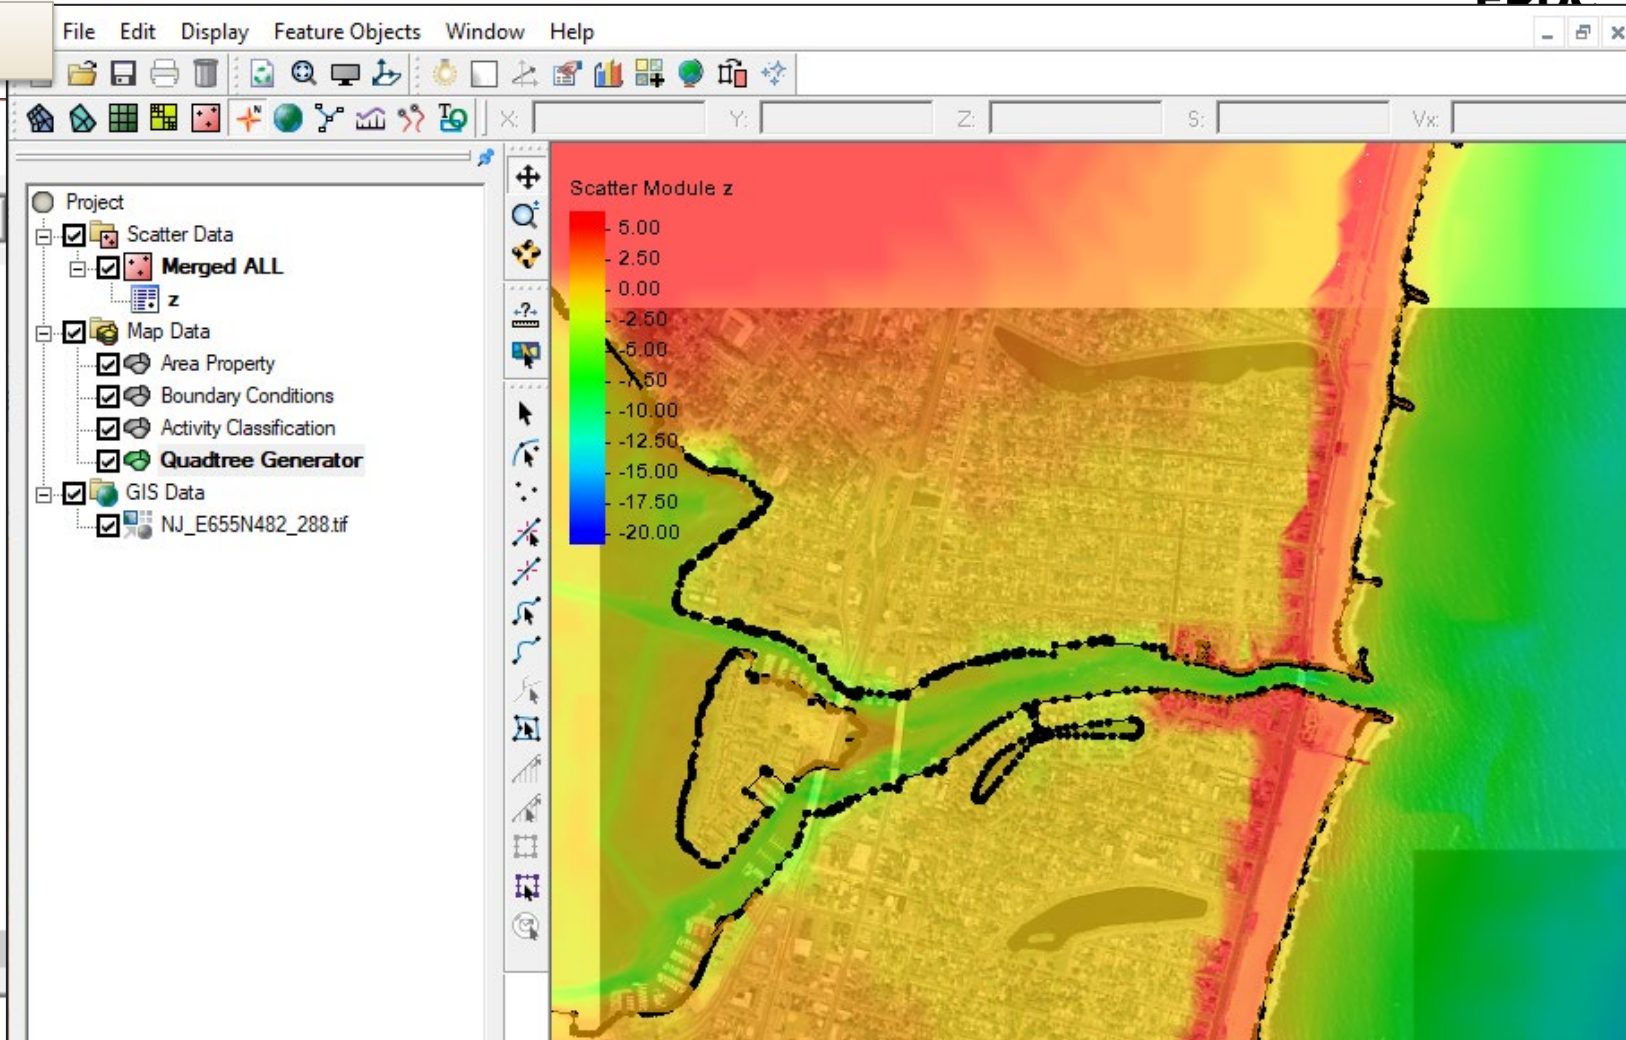 File Edit Display Feature Objects Window Help
X: Y: Z: S: Vx:
Project
Scatter Data
Merged ALL
z
Map Data
Area Property
Boundary Conditions
Activity Classification
Quadtree Generator
GIS Data
NJ_E655N482_288.tif
Scatter Module z
5.00
2.50
0.00
-2.50
-5.00
-7.50
-10.00
-12.50
-15.00
-17.50
-20.00